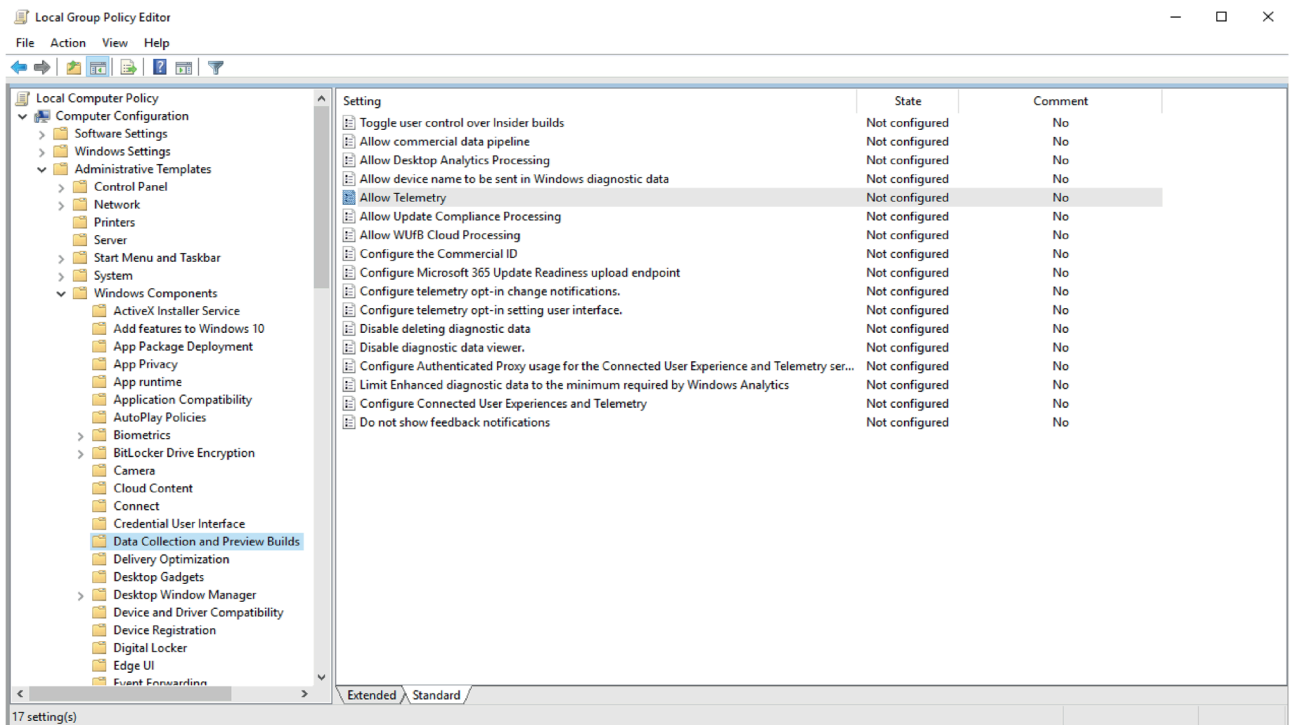 Local Group Policy Editor
File Action View Help
Local Computer Policy
Computer Configuration
Software Settings
Windows Settings
Administrative Templates
Control Panel
Network
Printers
Server
Start Menu and Taskbar
System
Windows Components
ActiveX Installer Service
Add features to Windows 10
App Package Deployment
App Privacy
App runtime
Application Compatibility
AutoPlay Policies
Biometrics
BitLocker Drive Encryption
Camera
Cloud Content
Connect
Credential User Interface
Data Collection and Preview Builds
Delivery Optimization
Desktop Gadgets
Desktop Window Manager
Device and Driver Compatibility
Device Registration
Digital Locker
Edge UI
Event Forwarding
Setting State Comment
Toggle user control over Insider builds Not configured No
Allow commercial data pipeline Not configured No
Allow Desktop Analytics Processing Not configured No
Allow device name to be sent in Windows diagnostic data Not configured No
Allow Telemetry Not configured No
Allow Update Compliance Processing Not configured No
Allow WUfB Cloud Processing Not configured No
Configure the Commercial ID Not configured No
Configure Microsoft 365 Update Readiness upload endpoint Not configured No
Configure telemetry opt-in change notifications. Not configured No
Configure telemetry opt-in setting user interface. Not configured No
Disable deleting diagnostic data Not configured No
Disable diagnostic data viewer. Not configured No
Configure Authenticated Proxy usage for the Connected User Experience and Telemetry ser... Not configured No
Limit Enhanced diagnostic data to the minimum required by Windows Analytics Not configured No
Configure Connected User Experiences and Telemetry Not configured No
Do not show feedback notifications Not configured No
Extended Standard
17 setting(s)